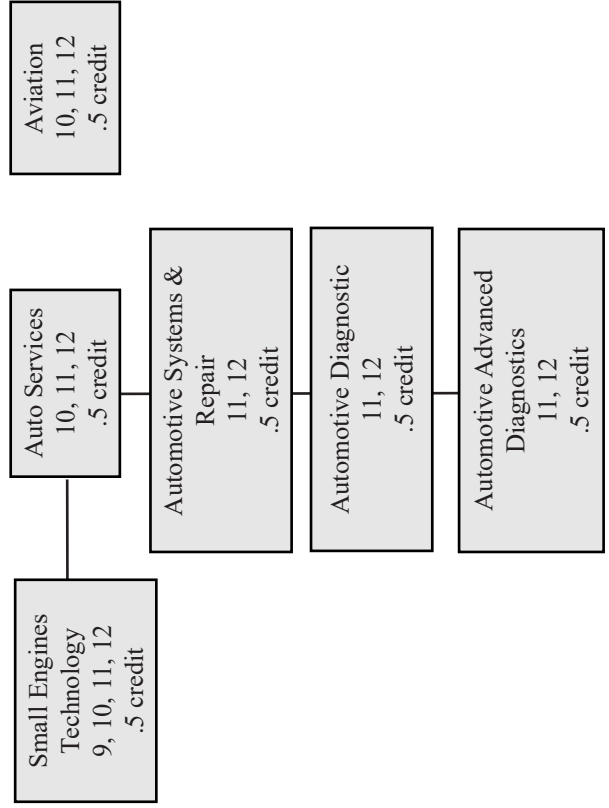 Small Engines
Technology
9, 10, 11, 12
.5 credit
Auto Services
10, 11, 12
.5 credit
Aviation
10, 11, 12
.5 credit
Automotive Systems &
Repair
11, 12
.5 credit
Automotive Diagnostic
11, 12
.5 credit
Automotive Advanced
Diagnostics
11, 12
.5 credit